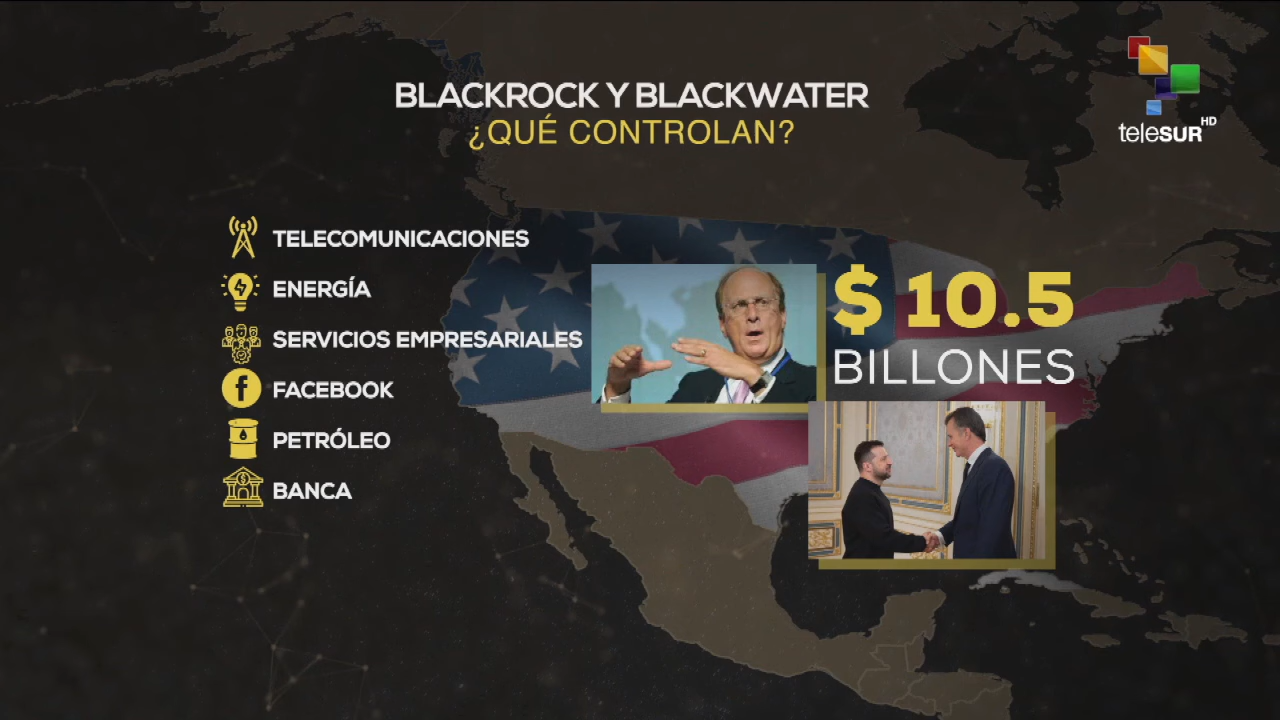 BLACKROCK Y BLACKWATER
¿QUÉ CONTROLAN?
teleSUR HD
TELECOMUNICACIONES
ENERGÍA
SERVICIOS EMPRESARIALES
FACEBOOK
PETRÓLEO
BANCA
$ 10.5
BILLONES